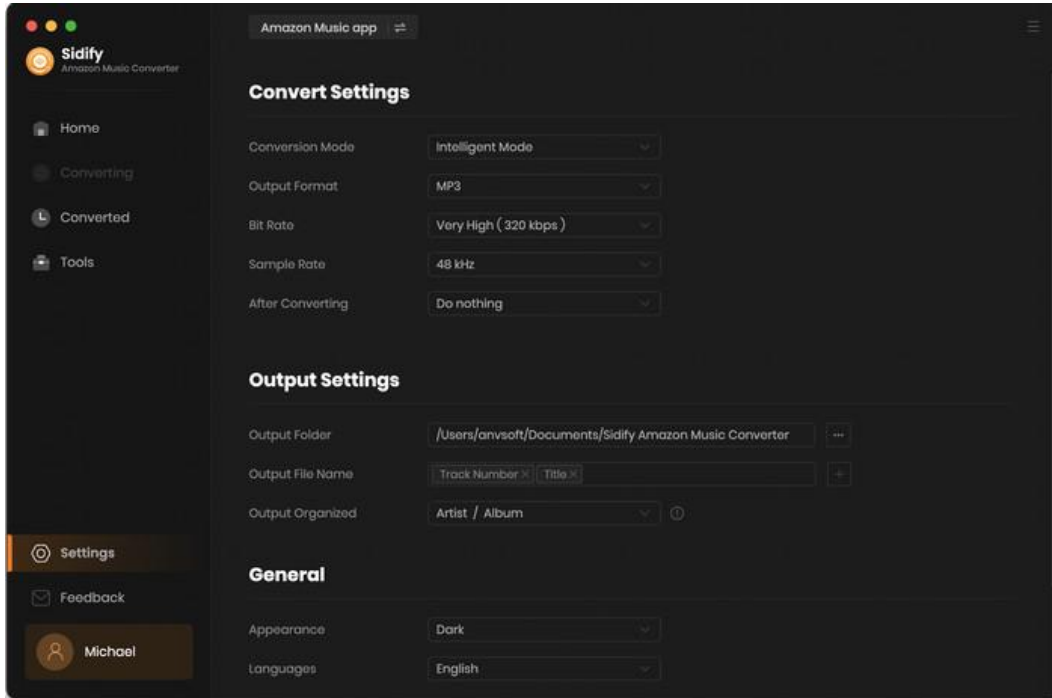 Amazon Music app
Sidify
Amazon Music Converter
Home
Converting
Converted
Tools
Settings
Feedback
Michael
Convert Settings
Conversion Mode Intelligent Mode
Output Format MP3
Bit Rate Very High ( 320 kbps )
Sample Rate 48 kHz
After Converting Do nothing
Output Settings
Output Folder /Users/anvsoft/Documents/Sidify Amazon Music Converter ...
Output File Name Track Number × Title × +
Output Organized Artist / Album
General
Appearance Dark
Languages English